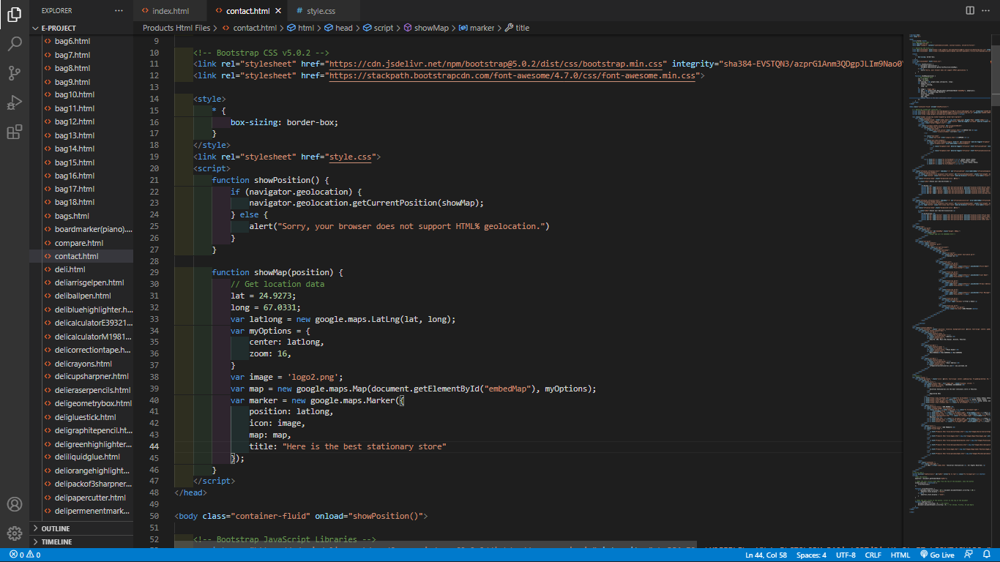 EXPLORER
index.html
contact.html
style.css
E-PROJECT
Products Html Files > contact.html > html > head > script > showMap > marker > title
bag6.html
bag7.html
bag8.html
bag9.html
bag10.html
bag11.html
bag12.html
bag13.html
bag14.html
bag15.html
bag16.html
bag17.html
bag18.html
bags.html
boardmarker(piano)....
compare.html
contact.html
deli.html
deliarrisgelpen.html
deliballpen.html
delibluehighlighter.h...
delicalculatorE39321...
delicalculatorM1981...
delicorrectiontape.h...
delicrayons.html
delicupsharpner.html
delieraserpencils.html
deligeometrybox.html
deligluestick.html
deligraphitepencil.ht...
deligreenhighlighter...
deliliquidglue.html
deliorangehighlight...
delipackof3sharpner...
delipapercutter.html
delipermenentmark...
OUTLINE
TIMELINE
9
10 <!-- Bootstrap CSS v5.0.2 -->
11 <link rel="stylesheet" href="https://cdn.jsdelivr.net/npm/bootstrap@5.0.2/dist/css/bootstrap.min.css" integrity="sha384-EVSTQN3/azprG1Anm3QDgpJLIm9Nao0
12 <link rel="stylesheet" href="https://stackpath.bootstrapcdn.com/font-awesome/4.7.0/css/font-awesome.min.css">
13
14 <style>
15 * {
16 box-sizing: border-box;
17 }
18 </style>
19 <link rel="stylesheet" href="style.css">
20 <script>
21 function showPosition() {
22 if (navigator.geolocation) {
23 navigator.geolocation.getCurrentPosition(showMap);
24 } else {
25 alert("Sorry, your browser does not support HTML% geolocation.")
26 }
27 }
28
29 function showMap(position) {
30 // Get location data
31 lat = 24.9273;
32 long = 67.0331;
33 var latlong = new google.maps.LatLng(lat, long);
34 var myOptions = {
35 center: latlong,
36 zoom: 16,
37 }
38 var image = 'logo2.png';
39 var map = new google.maps.Map(document.getElementById("embedMap"), myOptions);
40 var marker = new google.maps.Marker({
41 position: latlong,
42 icon: image,
43 map: map,
44 title: "Here is the best stationary store"
45 });
46 }
47 </script>
48 </head>
49
50 <body class="container-fluid" onload="showPosition()">
51
52 <!-- Bootstrap JavaScript Libraries -->
0 0
Ln 44, Col 58
Spaces: 4
UTF-8
CRLF
HTML
Go Live